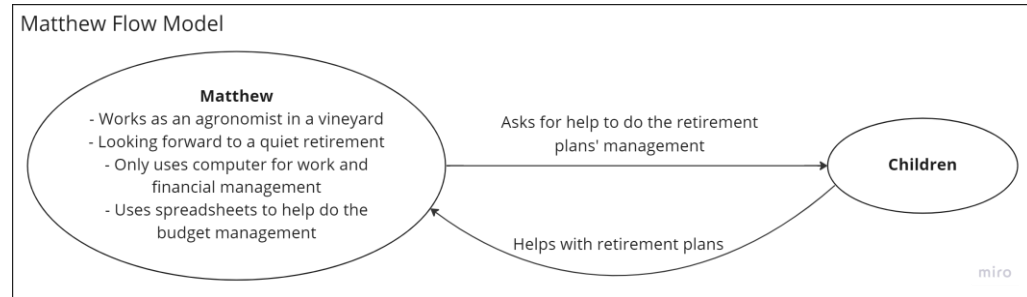 Matthew Flow Model
Matthew
- Works as an agronomist in a vineyard
- Looking forward to a quiet retirement
- Only uses computer for work and
financial management
- Uses spreadsheets to help do the
budget management
Asks for help to do the retirement
plans' management
Children
Helps with retirement plans
miro